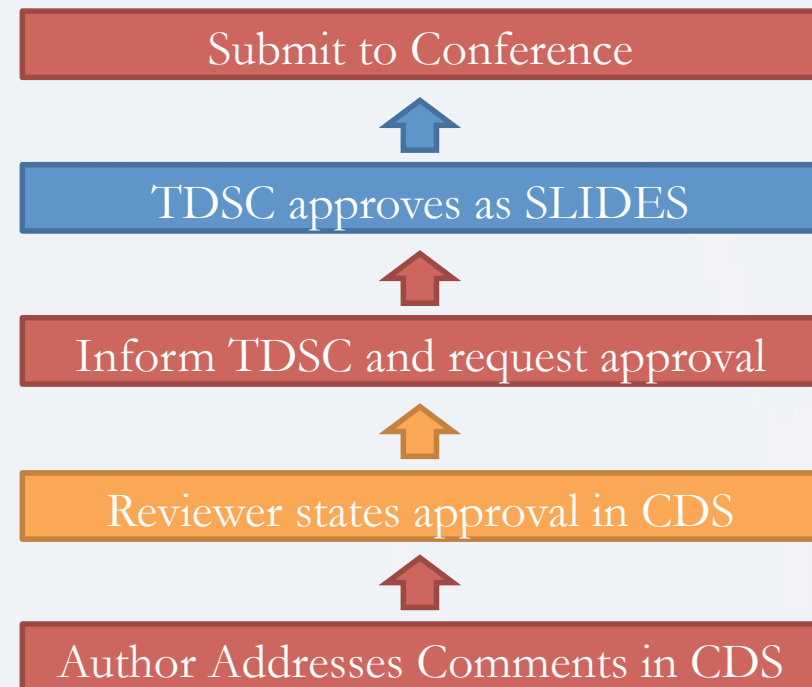 Submit to Conference
TDSC approves as SLIDES
Inform TDSC and request approval
Reviewer states approval in CDS
Author Addresses Comments in CDS